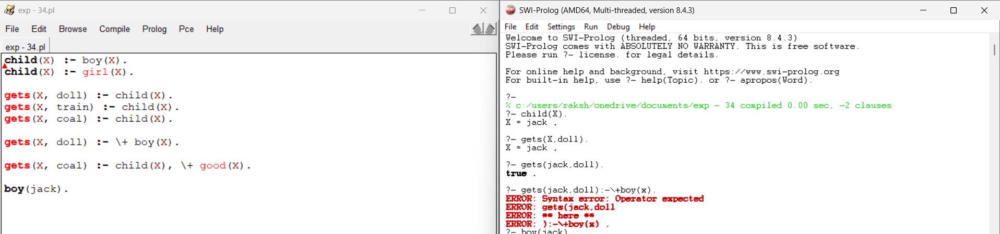 exp - 34.pl
File Edit Browse Compile Prolog Pce Help
exp - 34.pl
child(X) :- boy(X).
child(X) :- girl(X).
gets(X, doll) :- child(X).
gets(X, train) :- child(X).
gets(X, coal) :- child(X).
gets(X, doll) :- \+ boy(X).
gets(X, coal) :- child(X), \+ good(X).
boy(jack).
SWI-Prolog (AMD64, Multi-threaded, version 8.4.3)
File Edit Settings Run Debug Help
Welcome to SWI-Prolog (threaded, 64 bits, version 8.4.3)
SWI-Prolog comes with ABSOLUTELY NO WARRANTY. This is free software.
Please run ?- license. for legal details.
For online help and background, visit https://www.swi-prolog.org
For built-in help, use ?- help(Topic). or ?- apropos(Word).
?-
% c:/users/raksh/onedrive/documents/exp - 34 compiled 0.00 sec, -2 clauses
?- child(X).
X = jack .
?- gets(X,doll).
X = jack .
?- gets(jack,doll).
true .
?- gets(jack,doll):-\+boy(x).
ERROR: Syntax error: Operator expected
ERROR: gets(jack,doll
ERROR: ** here **
ERROR: ):-\+boy(x) .
?- boy(jack)